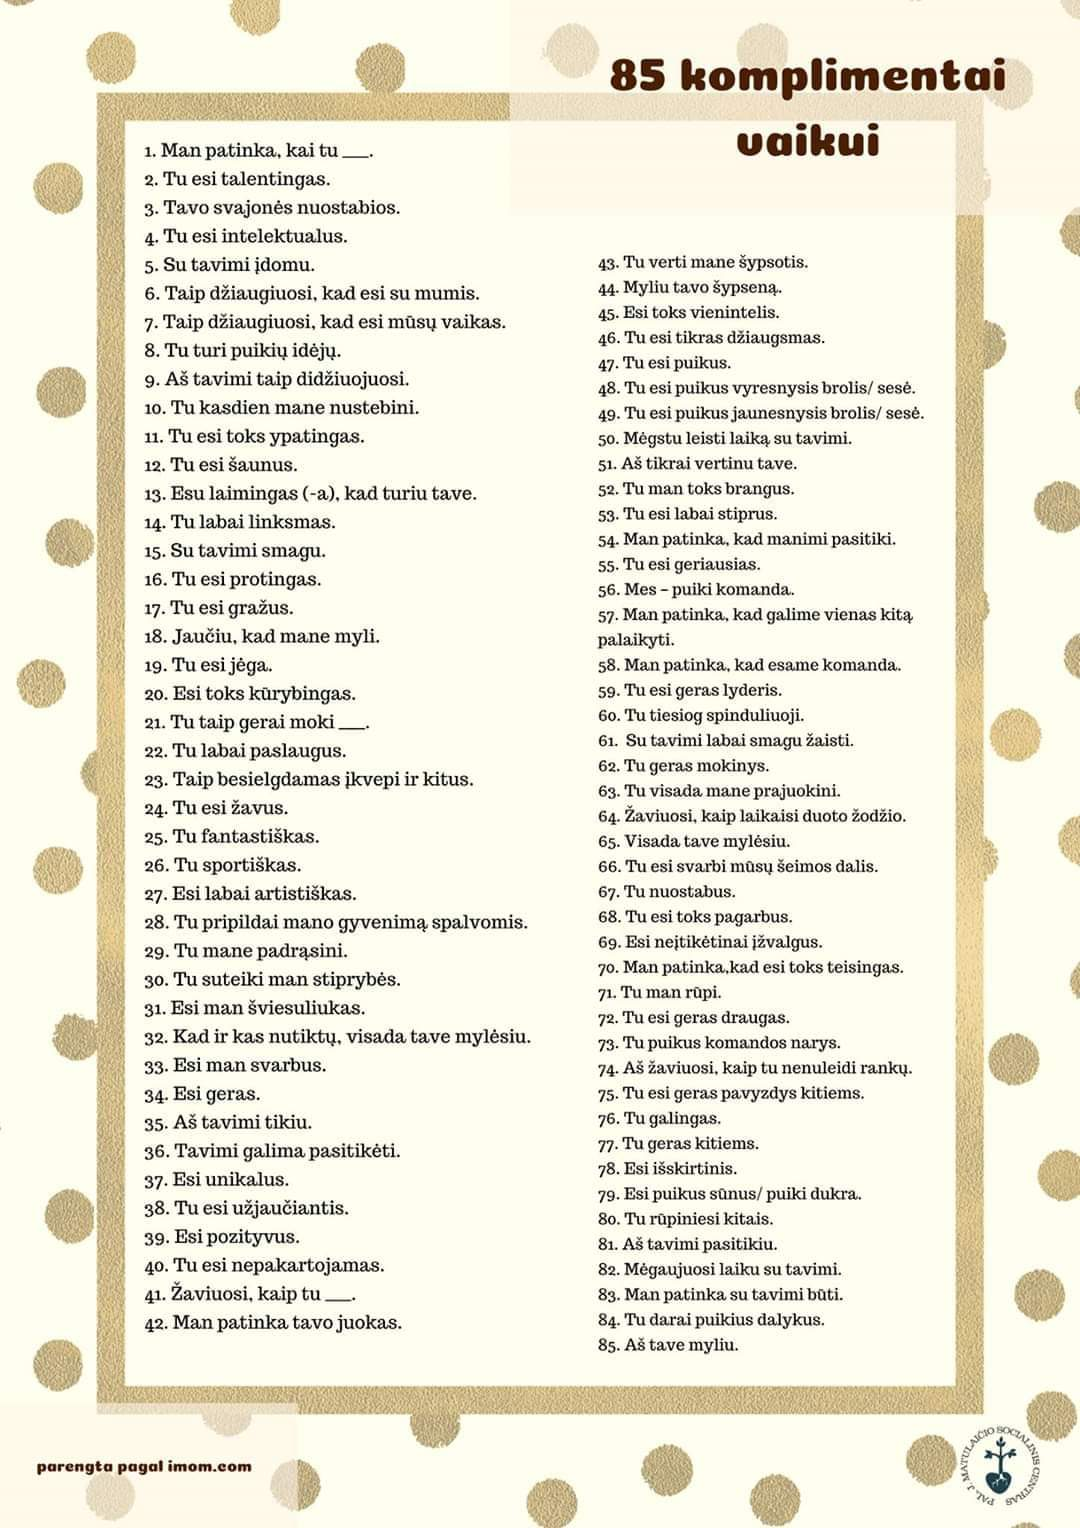 85 komplimentai
vaikui
1. Man patinka, kai tu ___.
2. Tu esi talentingas.
3. Tavo svajonės nuostabios.
4. Tu esi intelektualus.
5. Su tavimi įdomu.
6. Taip džiaugiuosi, kad esi su mumis.
7. Taip džiaugiuosi, kad esi mūsų vaikas.
8. Tu turi puikių idėjų.
9. Aš tavimi taip didžiuojuosi.
10. Tu kasdien mane nustebini.
11. Tu esi toks ypatingas.
12. Tu esi šaunus.
13. Esu laimingas (-a), kad turiu tave.
14. Tu labai linksmas.
15. Su tavimi smagu.
16. Tu esi protingas.
17. Tu esi gražus.
18. Jaučiu, kad mane myli.
19. Tu esi jėga.
20. Esi toks kūrybingas.
21. Tu taip gerai moki ___.
22. Tu labai paslaugus.
23. Taip besielgdamas įkvepi ir kitus.
24. Tu esi žavus.
25. Tu fantastiškas.
26. Tu sportiškas.
27. Esi labai artistiškas.
28. Tu pripildai mano gyvenimą spalvomis.
29. Tu mane padrąsini.
30. Tu suteiki man stiprybės.
31. Esi man šviesuliukas.
32. Kad ir kas nutiktų, visada tave mylėsiu.
33. Esi man svarbus.
34. Esi geras.
35. Aš tavimi tikiu.
36. Tavimi galima pasitikėti.
37. Esi unikalus.
38. Tu esi užjaučiantis.
39. Esi pozityvus.
40. Tu esi nepakartojamas.
41. Žaviuosi, kaip tu ___.
42. Man patinka tavo juokas.
43. Tu verti mane šypsotis.
44. Myliu tavo šypseną.
45. Esi toks vienintelis.
46. Tu esi tikras džiaugsmas.
47. Tu esi puikus.
48. Tu esi puikus vyresnysis brolis/ sesė.
49. Tu esi puikus jaunesnysis brolis/ sesė.
50. Mėgstu leisti laiką su tavimi.
51. Aš tikrai vertinu tave.
52. Tu man toks brangus.
53. Tu esi labai stiprus.
54. Man patinka, kad manimi pasitiki.
55. Tu esi geriausias.
56. Mes – puiki komanda.
57. Man patinka, kad galime vienas kitą
palaikyti.
58. Man patinka, kad esame komanda.
59. Tu esi geras lyderis.
60. Tu tiesiog spinduliuoji.
61. Su tavimi labai smagu žaisti.
62. Tu geras mokinys.
63. Tu visada mane prajuokini.
64. Žaviuosi, kaip laikaisi duoto žodžio.
65. Visada tave mylėsiu.
66. Tu esi svarbi mūsų šeimos dalis.
67. Tu nuostabus.
68. Tu esi toks pagarbus.
69. Esi neįtikėtinai įžvalgus.
70. Man patinka,kad esi toks teisingas.
71. Tu man rūpi.
72. Tu esi geras draugas.
73. Tu puikus komandos narys.
74. Aš žaviuosi, kaip tu nenuleidi rankų.
75. Tu esi geras pavyzdys kitiems.
76. Tu galingas.
77. Tu geras kitiems.
78. Esi išskirtinis.
79. Esi puikus sūnus/ puiki dukra.
80. Tu rūpiniesi kitais.
81. Aš tavimi pasitikiu.
82. Mėgaujuosi laiku su tavimi.
83. Man patinka su tavimi būti.
84. Tu darai puikius dalykus.
85. Aš tave myliu.
parengta pagal imom.com
PAL. J. MATULAIČIO SOCIALINIS CENTRAS